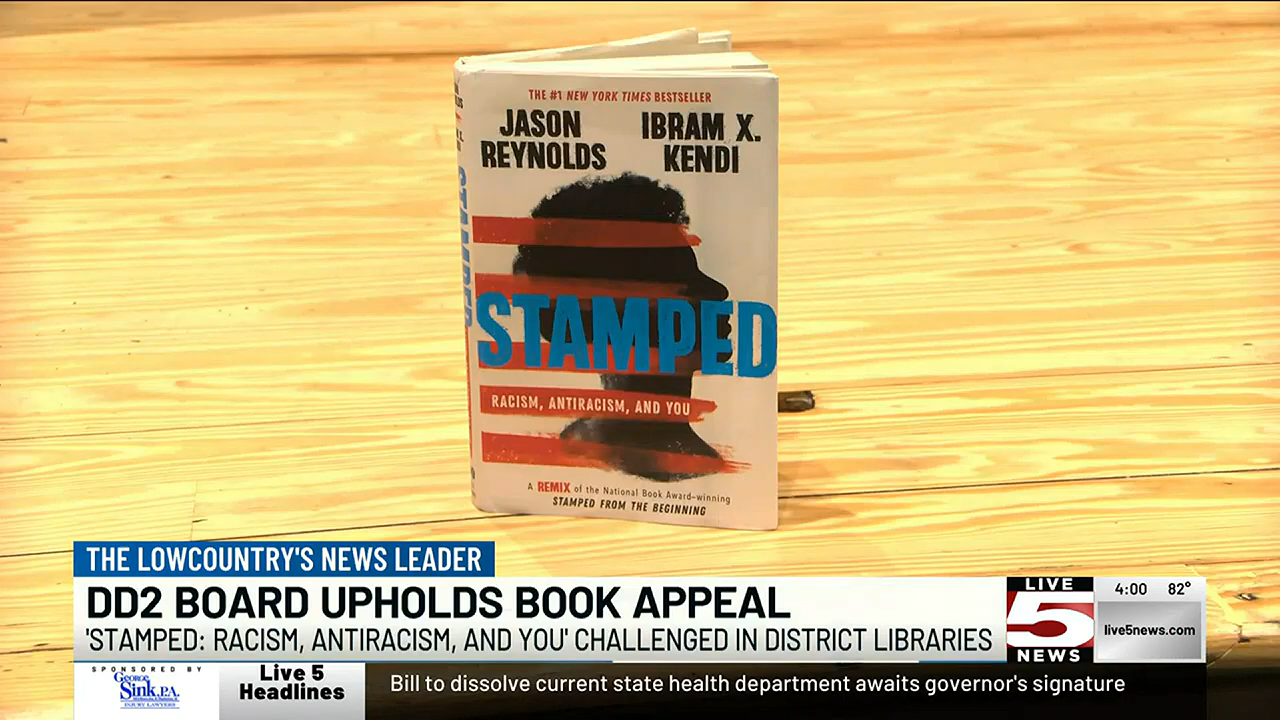 THE #1 NEW YORK TIMES BESTSELLER
JASON REYNOLDS
IBRAM X. KENDI
STAMPED
STAMPED
RACISM, ANTIRACISM, AND YOU
A REMIX of the National Book Award–winning
STAMPED FROM THE BEGINNING
THE LOWCOUNTRY'S NEWS LEADER
DD2 BOARD UPHOLDS BOOK APPEAL
'STAMPED: RACISM, ANTIRACISM, AND YOU' CHALLENGED IN DISTRICT LIBRARIES
LIVE
5
NEWS
4:00 82°
live5news.com
SPONSORED BY
George
Sink, P.A.
INJURY LAWYERS
Live 5
Headlines
Bill to dissolve current state health department awaits governor's signature